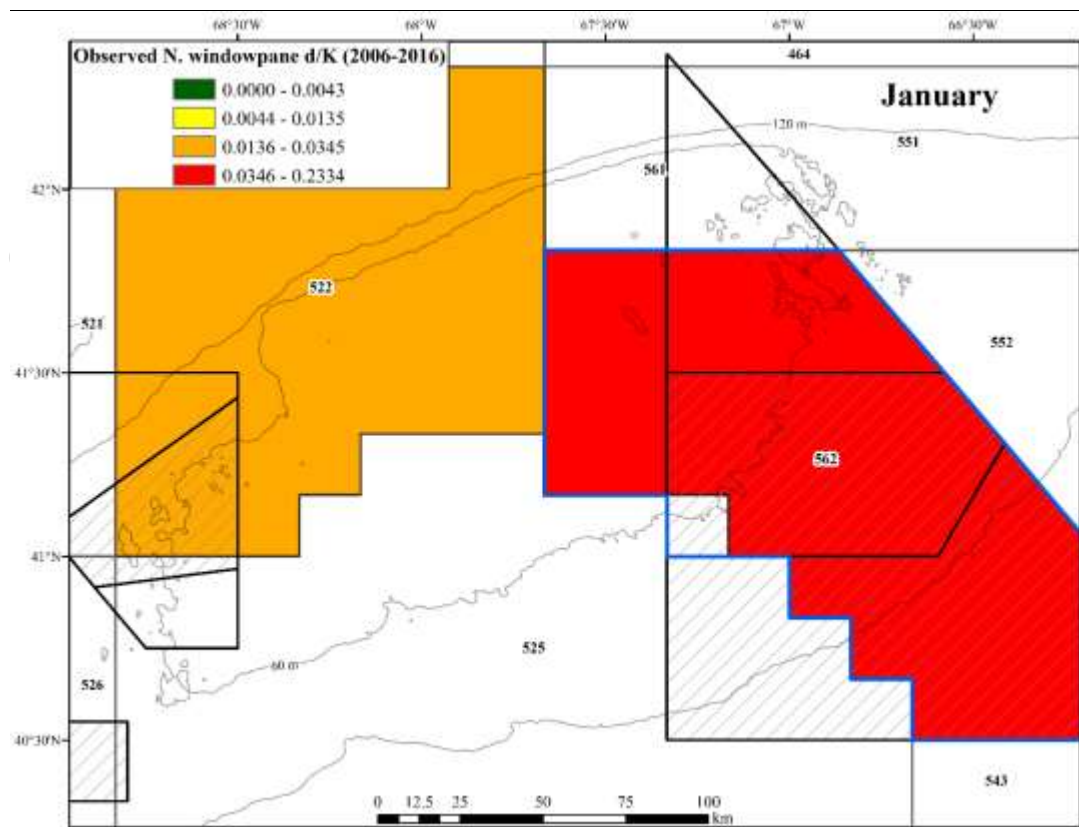 68°30'W 68°W 67°30'W 67°W 66°30'W
Observed N. windowpane d/K (2006-2016)
0.0000 - 0.0043
0.0044 - 0.0135
0.0136 - 0.0345
0.0346 - 0.2334
464
January
120 m
551
561
42°N
522
521
552
41°30'N
562
41°N
525
60 m
526
40°30'N
543
0 12.5 25 50 75 100
km